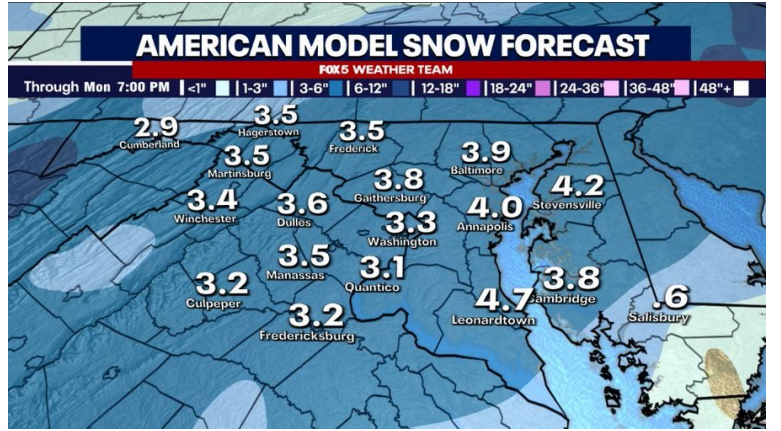 AMERICAN MODEL SNOW FORECAST
FOX5 WEATHER TEAM
Through Mon 7:00 PM <1" 1-3" 3-6" 6-12" 12-18" 18-24" 24-36" 36-48" 48"+
2.9
Cumberland
3.5
Hagerstown
3.5
Frederick
3.5
Martinsburg
3.9
Baltimore
3.8
Gaithersburg
4.2
Stevensville
3.4
Winchester
3.6
Dulles
4.0
Annapolis
3.3
Washington
3.5
Manassas
3.1
Quantico
3.2
Culpeper
3.8
Cambridge
4.7
Leonardtown
.6
Salisbury
3.2
Fredericksburg